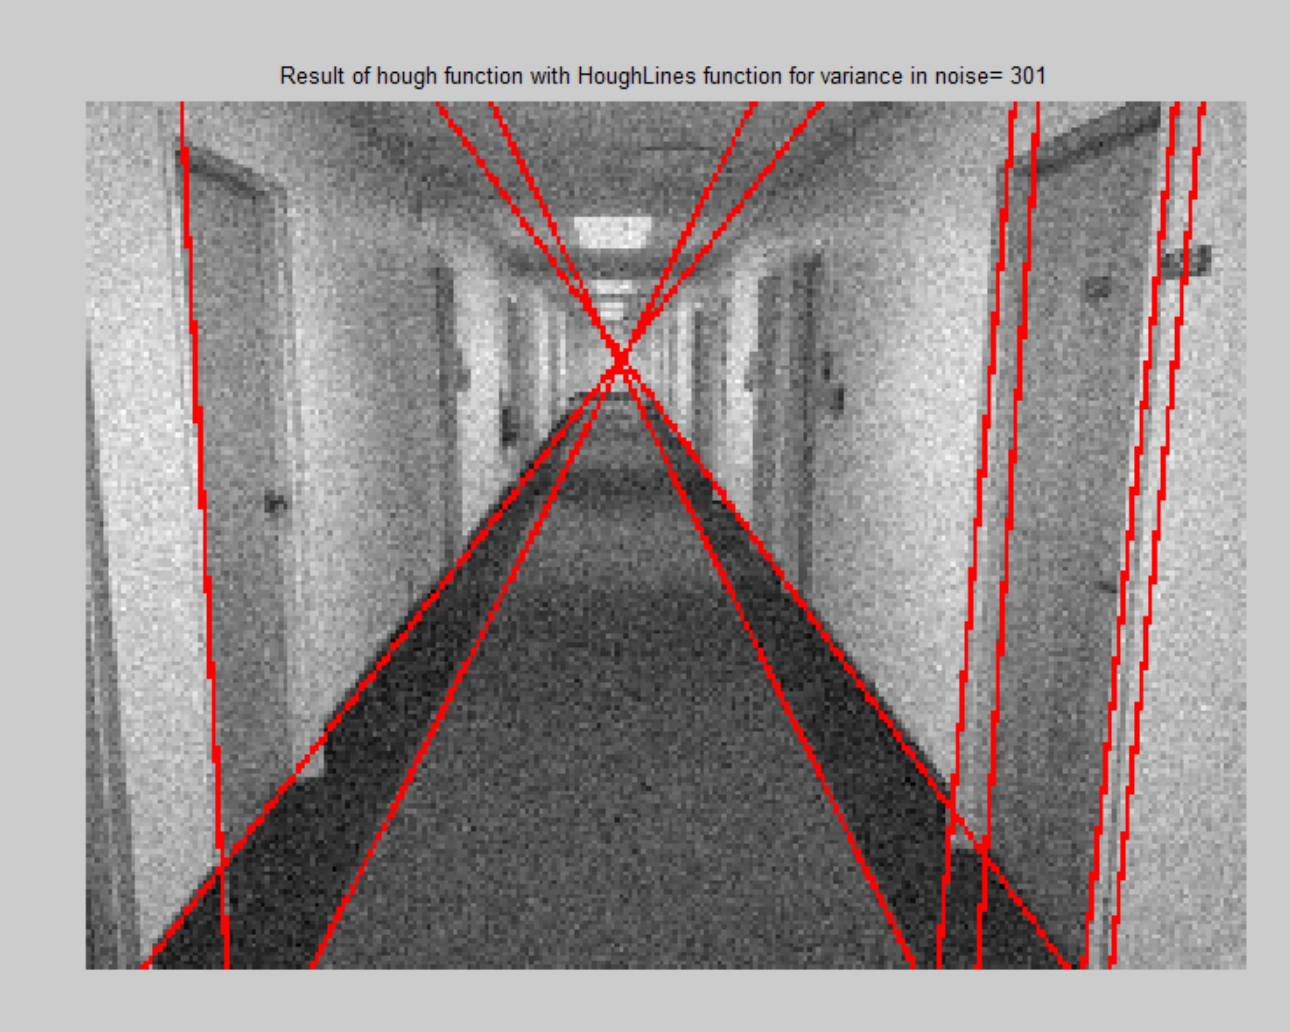 Result of hough function with HoughLines function for variance in noise= 301